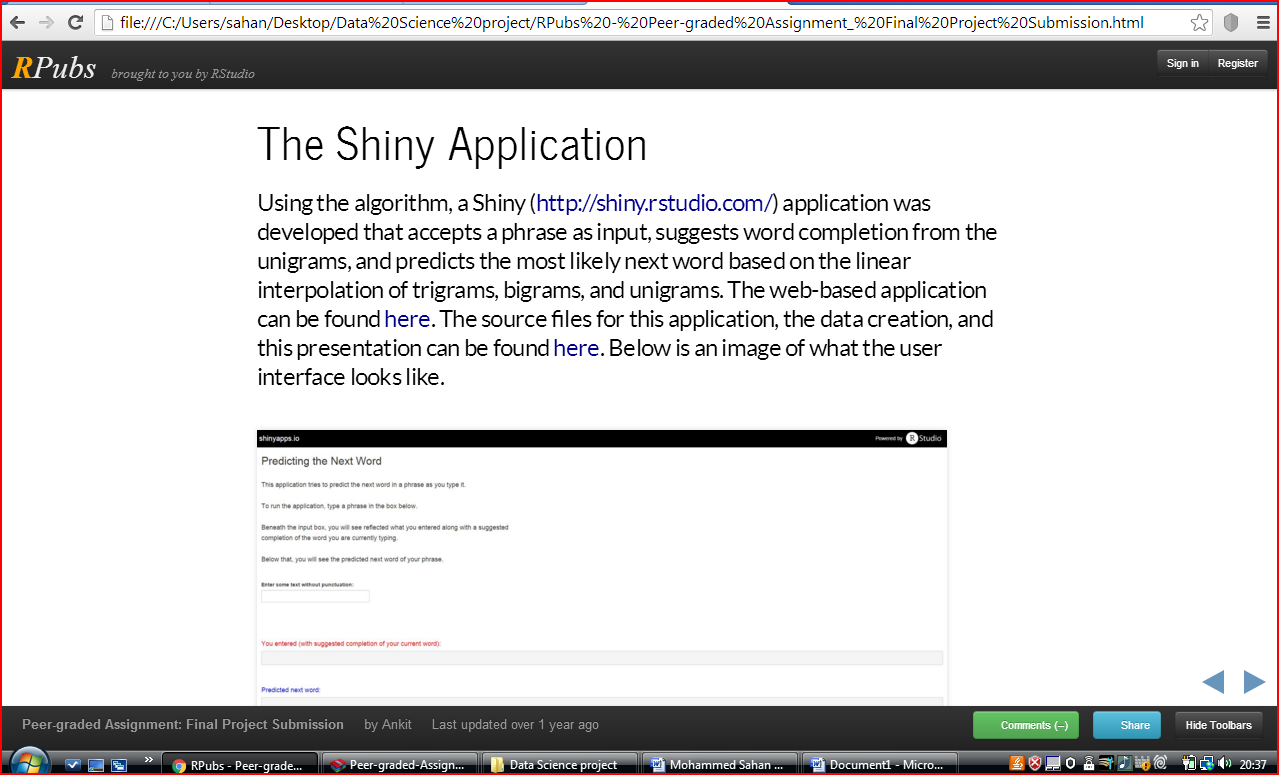 file:///C:/Users/sahan/Desktop/Data%20Science%20project/RPubs%20-%20Peer-graded%20Assignment_%20Final%20Project%20Submission.html
RPubs brought to you by RStudio
Sign in Register
The Shiny Application
Using the algorithm, a Shiny (http://shiny.rstudio.com/) application was
developed that accepts a phrase as input, suggests word completion from the
unigrams, and predicts the most likely next word based on the linear
interpolation of trigrams, bigrams, and unigrams. The web-based application
can be found here. The source files for this application, the data creation, and
this presentation can be found here. Below is an image of what the user
interface looks like.
shinyapps.io Powered by R Studio
Predicting the Next Word
This application tries to predict the next word in a phrase as you type it.
To run the application, type a phrase in the box below.
Beneath the input box, you will see reflected what you entered along with a suggested
completion of the word you are currently typing.
Below that, you will see the predicted next word of your phrase.
Enter some text without punctuation:
You entered (with suggested completion of your current word):
Predicted next word:
Peer-graded Assignment: Final Project Submission by Ankit Last updated over 1 year ago
Comments (–) Share Hide Toolbars
RPubs - Peer-grade... Peer-graded-Assign... Data Science project Mohammed Sahan ... Document1 - Micro... 20:37